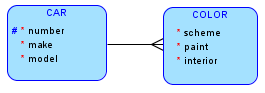 CAR
# * number
* make
* model
COLOR
* scheme
* paint
* interior